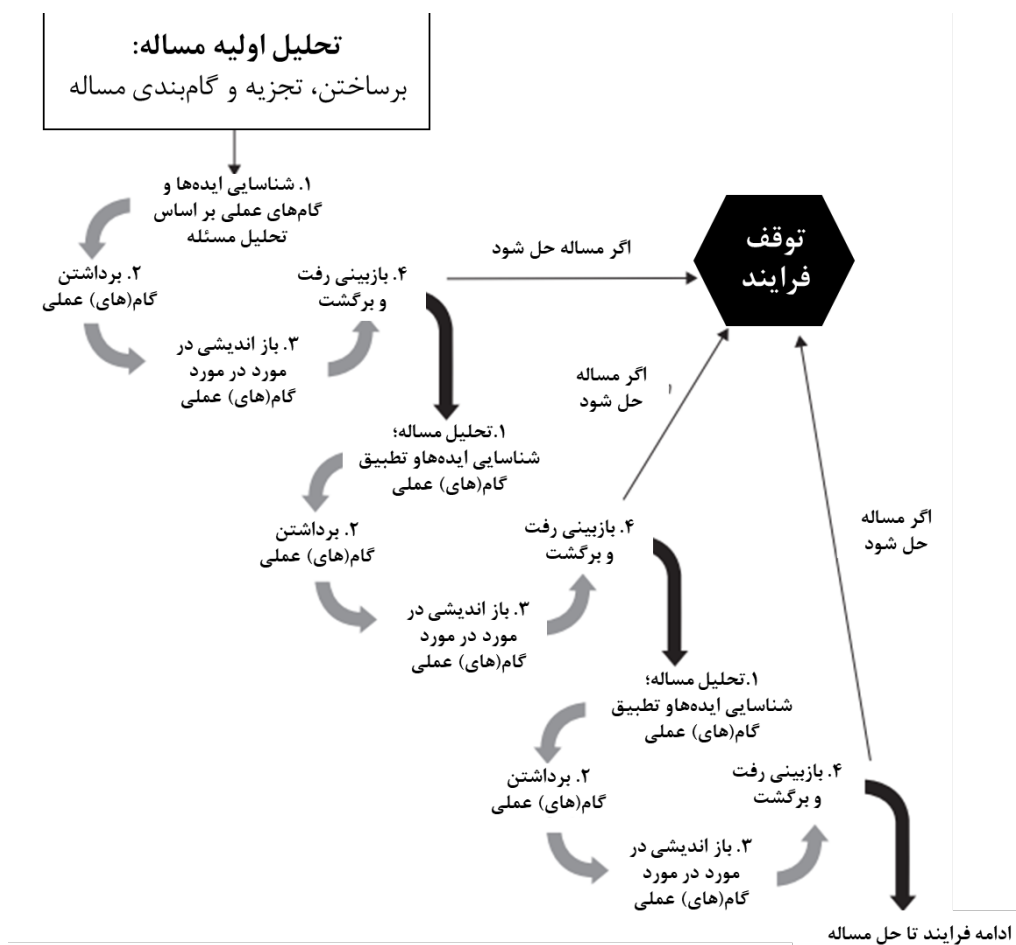 تحلیل اولیه مساله:
برساختن، تجزیه و گام‌بندی مساله
۱. شناسایی ایده‌ها و
گام‌های عملی بر اساس
تحلیل مسئله
۲. برداشتن
گام(های) عملی
۳. باز اندیشی در
مورد در مورد
گام(های) عملی
۴. بازبینی رفت
و برگشت
اگر مساله حل شود
توقف
فرایند
۱.تحلیل مساله؛
شناسایی ایده‌هاو تطبیق
گام(های) عملی
۲. برداشتن
گام(های) عملی
۳. باز اندیشی در
مورد در مورد
گام(های) عملی
۴. بازبینی رفت
و برگشت
اگر مساله
حل شود
۱.تحلیل مساله؛
شناسایی ایده‌هاو تطبیق
گام(های) عملی
۲. برداشتن
گام(های) عملی
۳. باز اندیشی در
مورد در مورد
گام(های) عملی
۴. بازبینی رفت
و برگشت
اگر مساله
حل شود
ادامه فرایند تا حل مساله